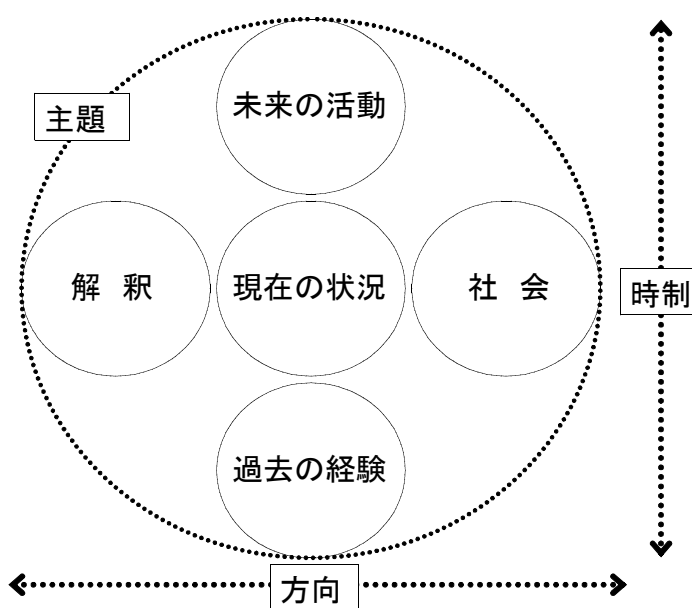 未来の活動
主題
解 釈
現在の状況
社 会
時制
過去の経験
方向